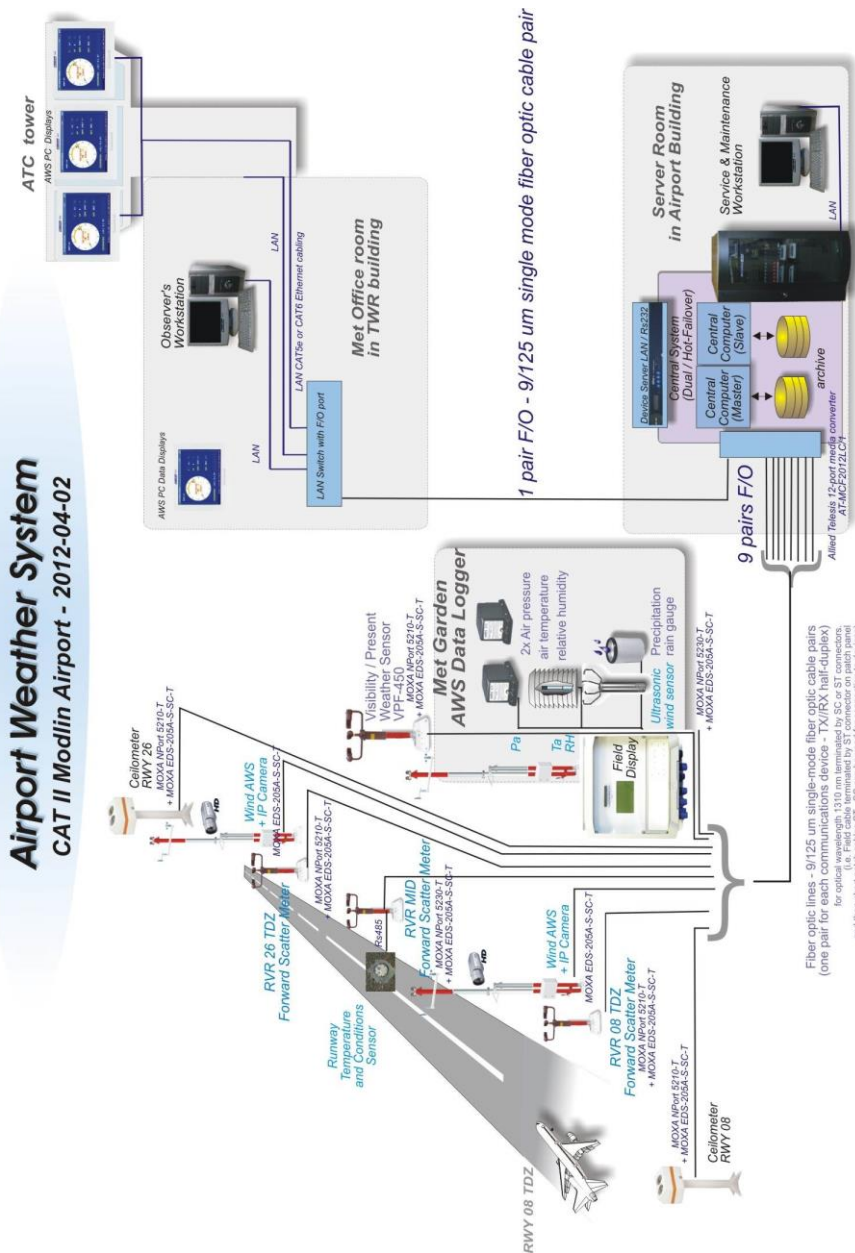 Airport Weather System
CAT II Modlin Airport - 2012-04-02
ATC tower
AWS PC Displays
AWS PC Data Displays
Observer's
Workstation
LAN
LAN
LAN CAT5e or CAT6 Ethernet cabling
LAN Switch with F/O port
Met Office room
in TWR building
1 pair F/O - 9/125 um single mode fiber optic cable pair
Server Room
in Airport Building
Service & Maintenance
Workstation
LAN
Device Server LAN / Rs232
Central System
(Dual / Hot-Failover)
Central
Computer
(Master)
Central
Computer
(Slave)
archive
Allied Telesis 12-port media converter
AT-MCF2012LC/1
9 pairs F/O
Ceilometer
RWY 26
MOXA NPort 5210-T
+ MOXA EDS-205A-S-SC-T
HD
Wind AWS
+ IP Camera
MOXA EDS-205A-S-SC-T
RVR 26 TDZ
Forward Scatter Meter
MOXA NPort 5210-T
+ MOXA EDS-205A-S-SC-T
Visibility / Present
Weather Sensor
VPF-450
MOXA NPort 5210-T
+ MOXA EDS-205A-S-SC-T
Met Garden
AWS Data Logger
2x Air pressure
air temperature
relative humidity
Precipitation
rain gauge
Ultrasonic
wind sensor
Pa
Ta
RH
Field
Display
MOXA NPort 5230-T
+ MOXA EDS-205A-S-SC-T
Runway
Temperature
and Conditions
Sensor
Rs485
RVR MID
Forward Scatter Meter
MOXA NPort 5230-T
+ MOXA EDS-205A-S-SC-T
HD
Wind AWS
+ IP Camera
MOXA EDS-205A-S-SC-T
RVR 08 TDZ
Forward Scatter Meter
MOXA NPort 5210-T
+ MOXA EDS-205A-S-SC-T
RWY 08 TDZ
MOXA NPort 5210-T
+ MOXA EDS-205A-S-SC-T
Ceilometer
RWY 08
Fiber optic lines - 9/125 um single-mode fiber optic cable pairs
(one pair for each communications device - TX/RX half-duplex)
for optical wavelength 1310 nm terminated by SC or ST connectors.
(i.e. Field cable terminated by ST connector on patch panel